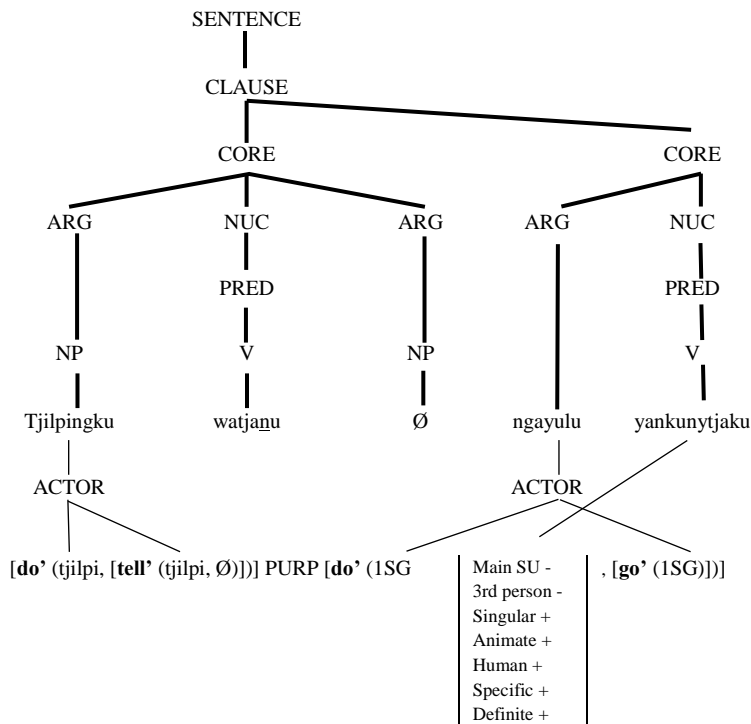 SENTENCE
CLAUSE
CORE CORE
ARG NUC ARG ARG NUC
PRED PRED
NP V NP V
Tjilpingku watjaṉu Ø ngayulu yankunytjaku
ACTOR ACTOR
[do’ (tjilpi, [tell’ (tjilpi, Ø)])] PURP [do’ (1SG Main SU - , [go’ (1SG)])]
3rd person -
Singular +
Animate +
Human +
Specific +
Definite +